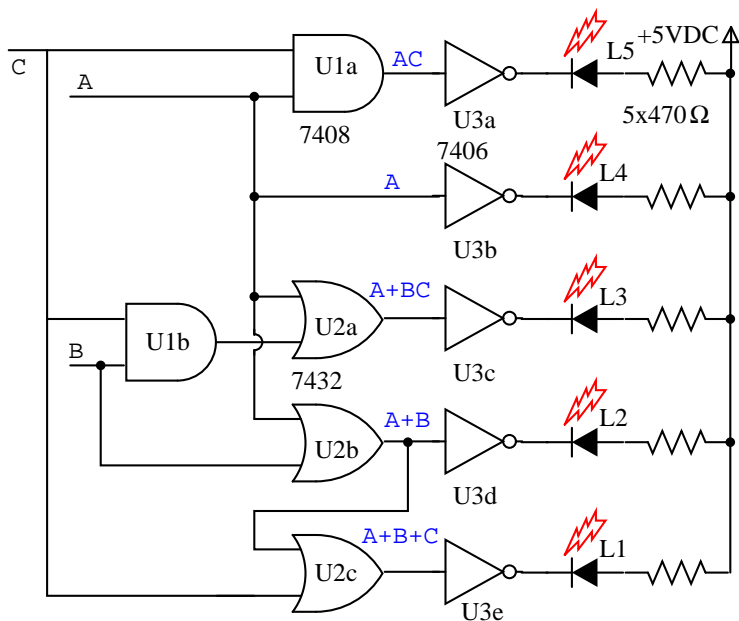 C
A
U1a
AC
U3a
L5
+5VDC
7408
7406
5x470Ω
A
U3b
L4
B
U1b
U2a
A+BC
U3c
L3
7432
U2b
A+B
U3d
L2
U2c
A+B+C
U3e
L1